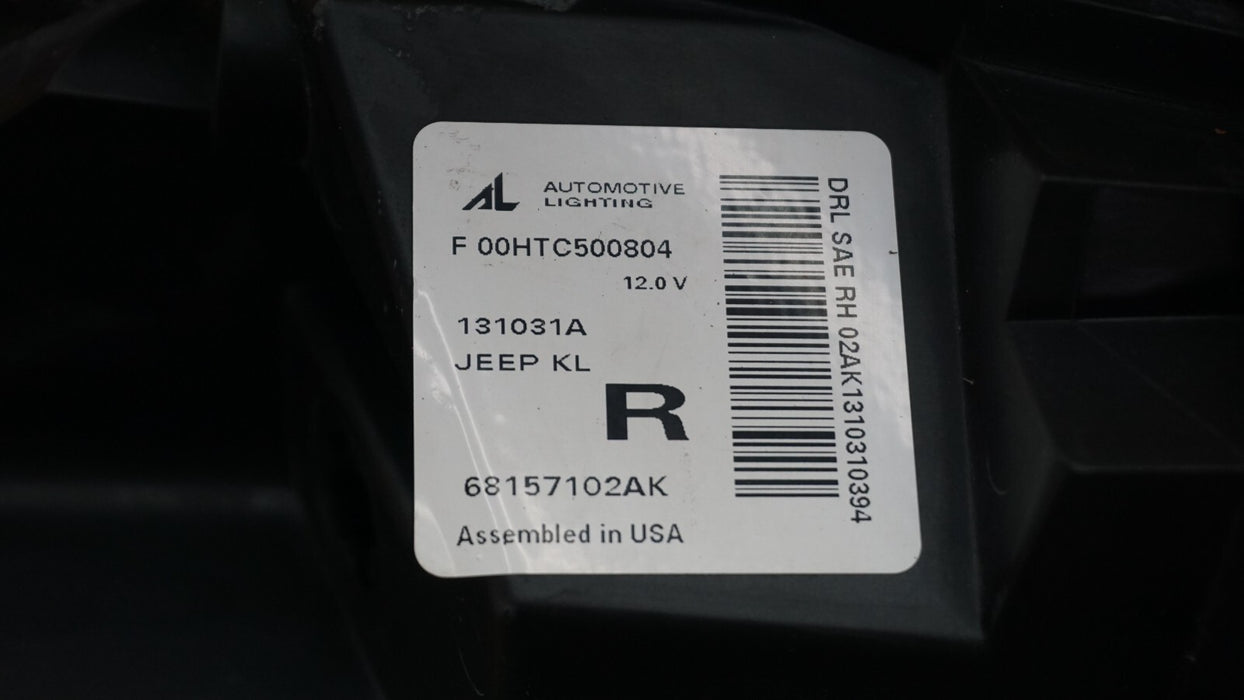 AL AUTOMOTIVE
LIGHTING
F 00HTC500804
12.0 V
131031A
JEEP KL
R
68157102AK
Assembled in USA
DRL SAE RH 02AK1310310394